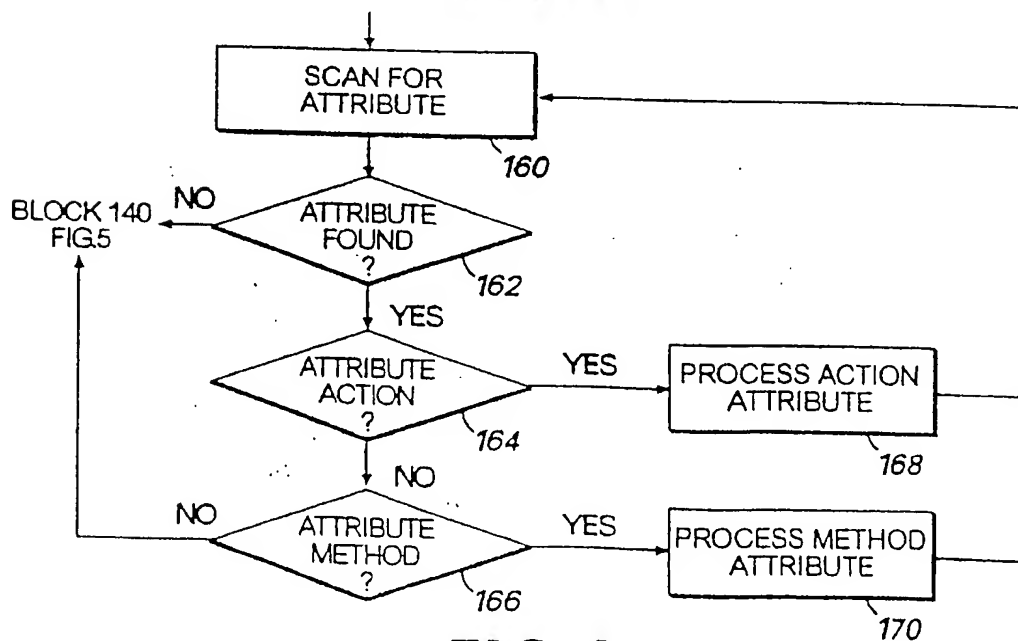 SCAN FOR
ATTRIBUTE
160
NO
BLOCK 140
FIG.5
ATTRIBUTE
FOUND
?
162
YES
ATTRIBUTE
ACTION
?
164
YES
PROCESS ACTION
ATTRIBUTE
168
NO
NO
ATTRIBUTE
METHOD
?
166
YES
PROCESS METHOD
ATTRIBUTE
170